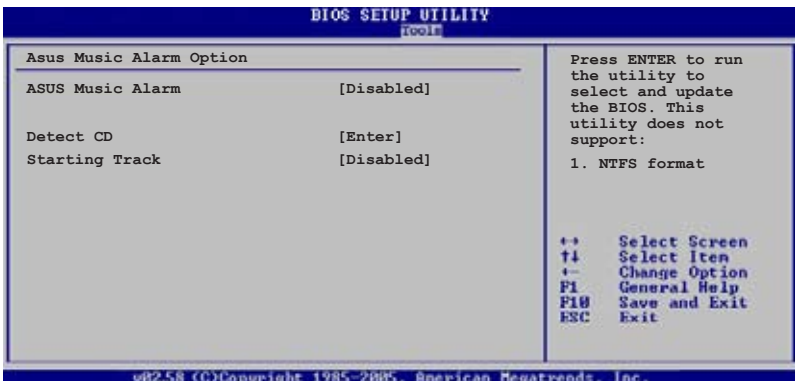 BIOS SETUP UTILITY
Tools
Asus Music Alarm Option
ASUS Music Alarm [Disabled]
Detect CD [Enter]
Starting Track [Disabled]
Press ENTER to run
the utility to
select and update
the BIOS. This
utility does not
support:
1. NTFS format
←→ Select Screen
↑↓ Select Item
←- Change Option
F1 General Help
F10 Save and Exit
ESC Exit
v02.58 (C)Copyright 1985-2005, American Megatrends, Inc.